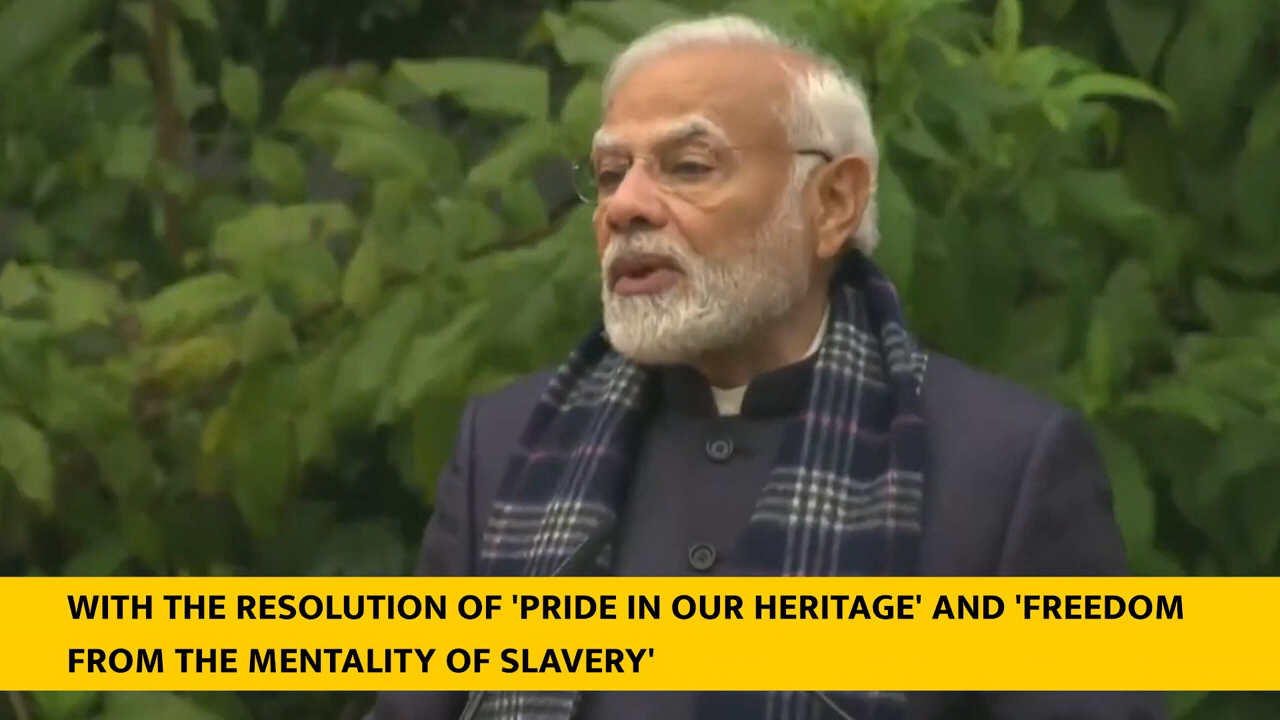 WITH THE RESOLUTION OF 'PRIDE IN OUR HERITAGE' AND 'FREEDOM
FROM THE MENTALITY OF SLAVERY'